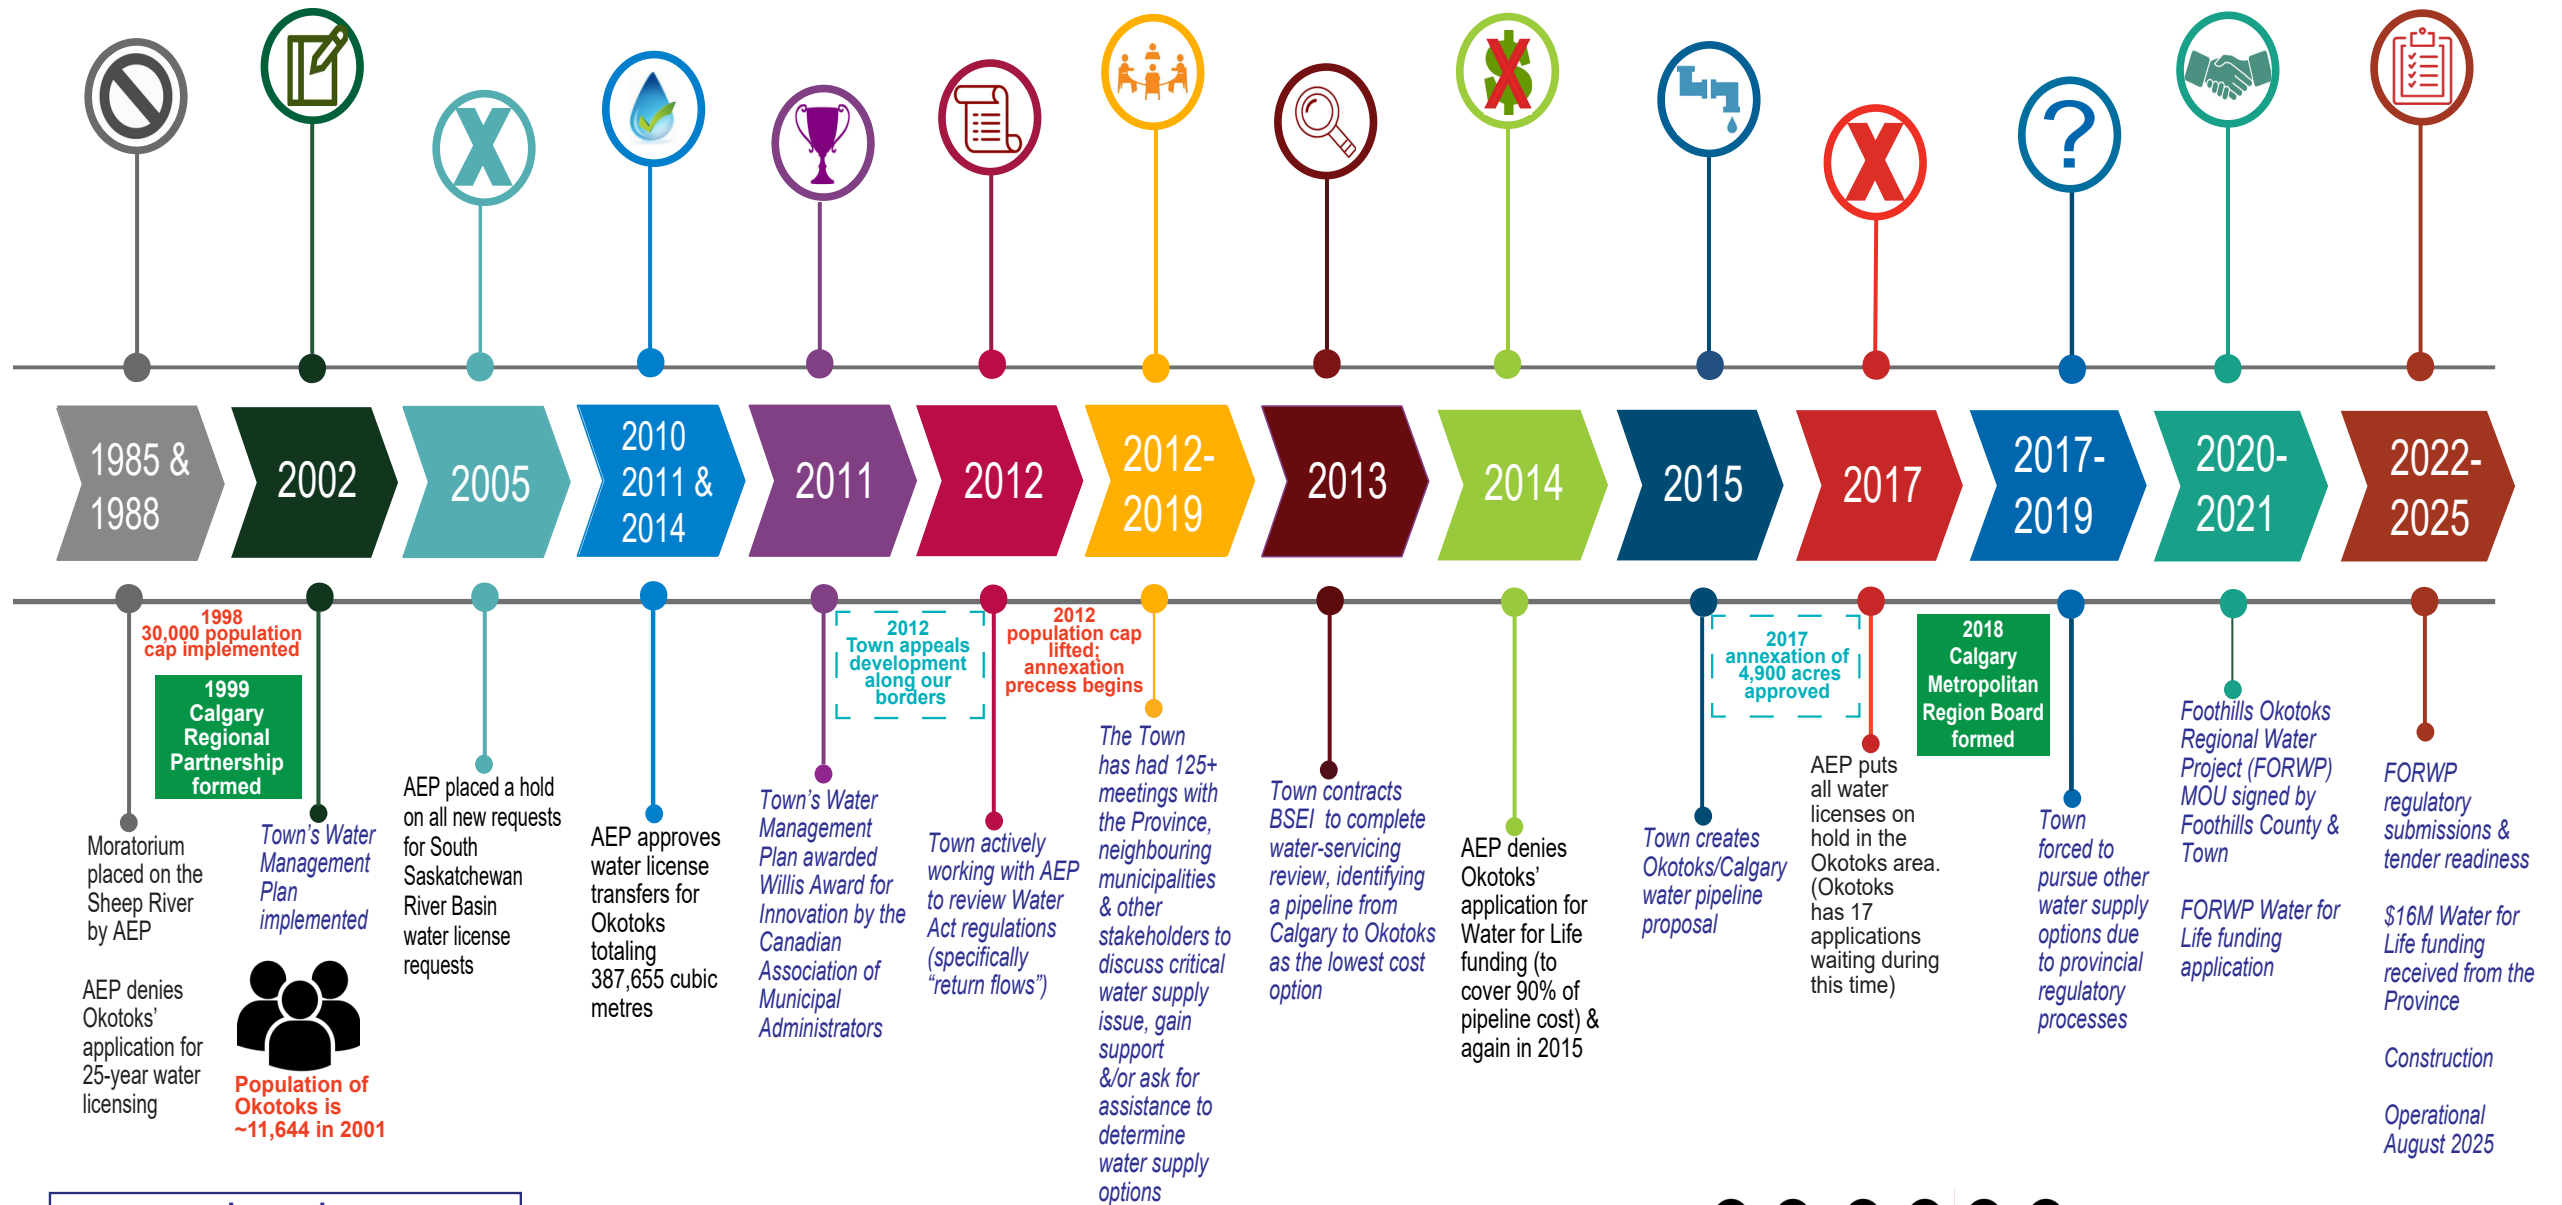 1985 &
1988
2002
2005
2010
2011 &
2014
2011
2012
2012-
2019
2013
2014
2015
2017
2017-
2019
2020-
2021
2022-
2025
1998
30,000 population
cap implemented
1999
Calgary
Regional
Partnership
formed
Moratorium
placed on the
Sheep River
by AEP
AEP denies
Okotoks'
application for
25-year water
licensing
Town's Water
Management
Plan
implemented
Population of
Okotoks is
~11,644 in 2001
AEP placed a hold
on all new requests
for South
Saskatchewan
River Basin
water license
requests
AEP approves
water license
transfers for
Okotoks
totaling
387,655 cubic
metres
Town's Water
Management
Plan awarded
Willis Award for
Innovation by the
Canadian
Association of
Municipal
Administrators
2012
Town appeals
development
along our
borders
Town actively
working with AEP
to review Water
Act regulations
(specifically
“return flows”)
2012
population cap
lifted;
annexation
precess begins
The Town
has had 125+
meetings with
the Province,
neighbouring
municipalities
& other
stakeholders to
discuss critical
water supply
issue, gain
support
&/or ask for
assistance to
determine
water supply
options
Town contracts
BSEI to complete
water-servicing
review, identifying
a pipeline from
Calgary to Okotoks
as the lowest cost
option
AEP denies
Okotoks'
application for
Water for Life
funding (to
cover 90% of
pipeline cost) &
again in 2015
Town creates
Okotoks/Calgary
water pipeline
proposal
2017
annexation of
4,900 acres
approved
AEP puts
all water
licenses on
hold in the
Okotoks area.
(Okotoks
has 17
applications
waiting during
this time)
2018
Calgary
Metropolitan
Region Board
formed
Town
forced to
pursue other
water supply
options due
to provincial
regulatory
processes
Foothills Okotoks
Regional Water
Project (FORWP)
MOU signed by
Foothills County &
Town
FORWP Water for
Life funding
application
FORWP
regulatory
submissions &
tender readiness
$16M Water for
Life funding
received from the
Province
Construction
Operational
August 2025